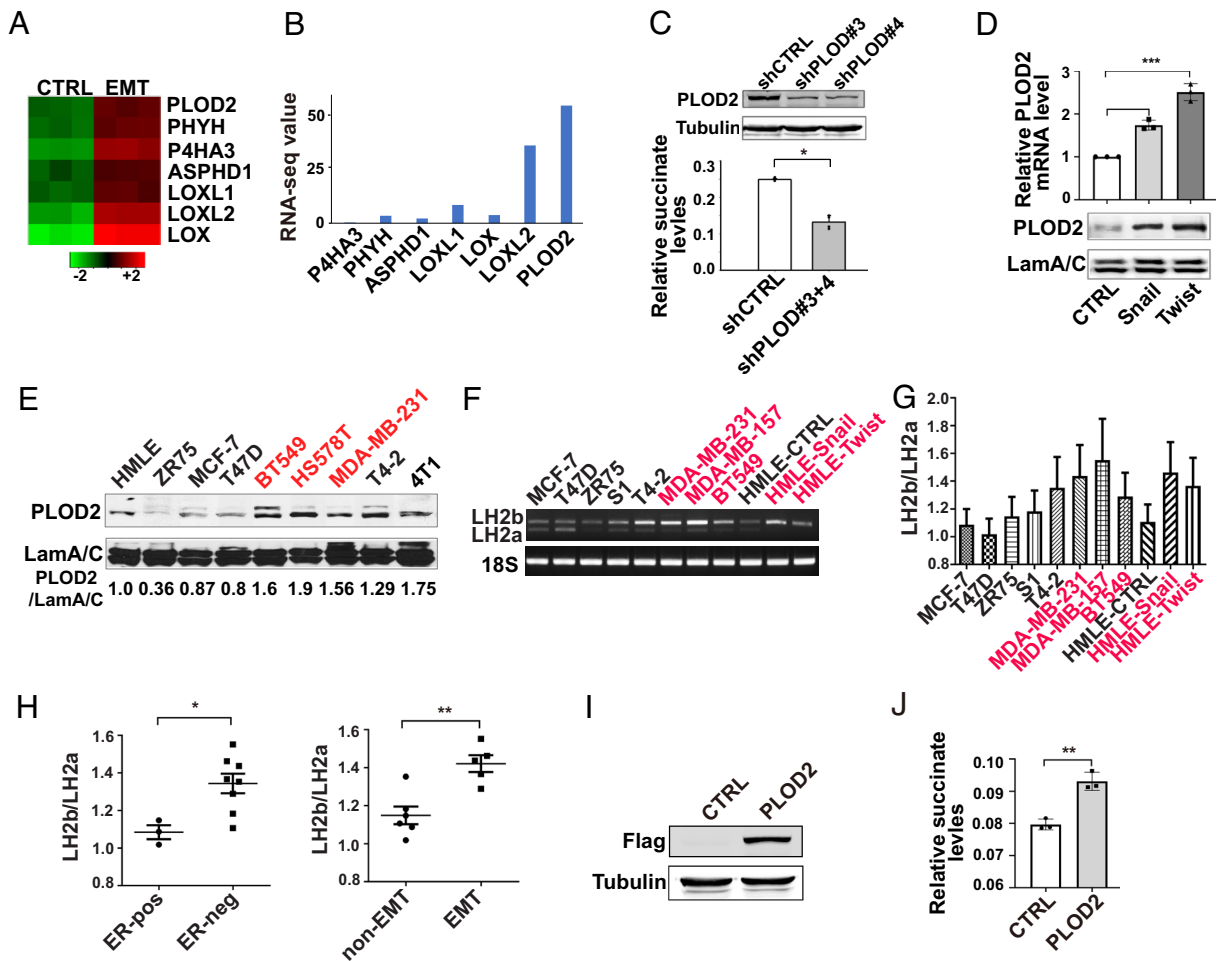 A
CTRL EMT
PLOD2
PHYH
P4HA3
ASPHD1
LOXL1
LOXL2
LOX
-2 +2
B
RNA-seq value
50
25
0
P4HA3
PHYH
ASPHD1
LOXL1
LOX
LOXL2
PLOD2
C
shCTRL
shPLOD#3
shPLOD#4
PLOD2
Tubulin
Relative succinate
levles
*
0.3
0.2
0.1
0.0
shCTRL
shPLOD#3+4
D
Relative PLOD2
mRNA level
***
3
2
1
0
PLOD2
LamA/C
CTRL
Snail
Twist
E
HMLE
ZR75
MCF-7
T47D
BT549
HS578T
MDA-MB-231
T4-2
4T1
PLOD2
LamA/C
PLOD2
/LamA/C
1.0 0.36 0.87 0.8 1.6 1.9 1.56 1.29 1.75
F
MCF-7
T47D
ZR75
S1
T4-2
MDA-MB-231
MDA-MB-157
BT549
HMLE-CTRL
HMLE-Snail
HMLE-Twist
LH2b
LH2a
18S
G
LH2b/LH2a
2.0
1.8
1.6
1.4
1.2
1.0
0.8
MCF-7
T47D
ZR75
S1
T4-2
MDA-MB-231
MDA-MB-157
BT549
HMLE-CTRL
HMLE-Snail
HMLE-Twist
H
LH2b/LH2a
*
1.6
1.4
1.2
1.0
0.8
ER-pos
ER-neg
LH2b/LH2a
**
1.6
1.4
1.2
1.0
0.8
non-EMT
EMT
I
CTRL
PLOD2
Flag
Tubulin
J
Relative succinate
levles
**
0.10
0.09
0.08
0.07
0.06
CTRL
PLOD2